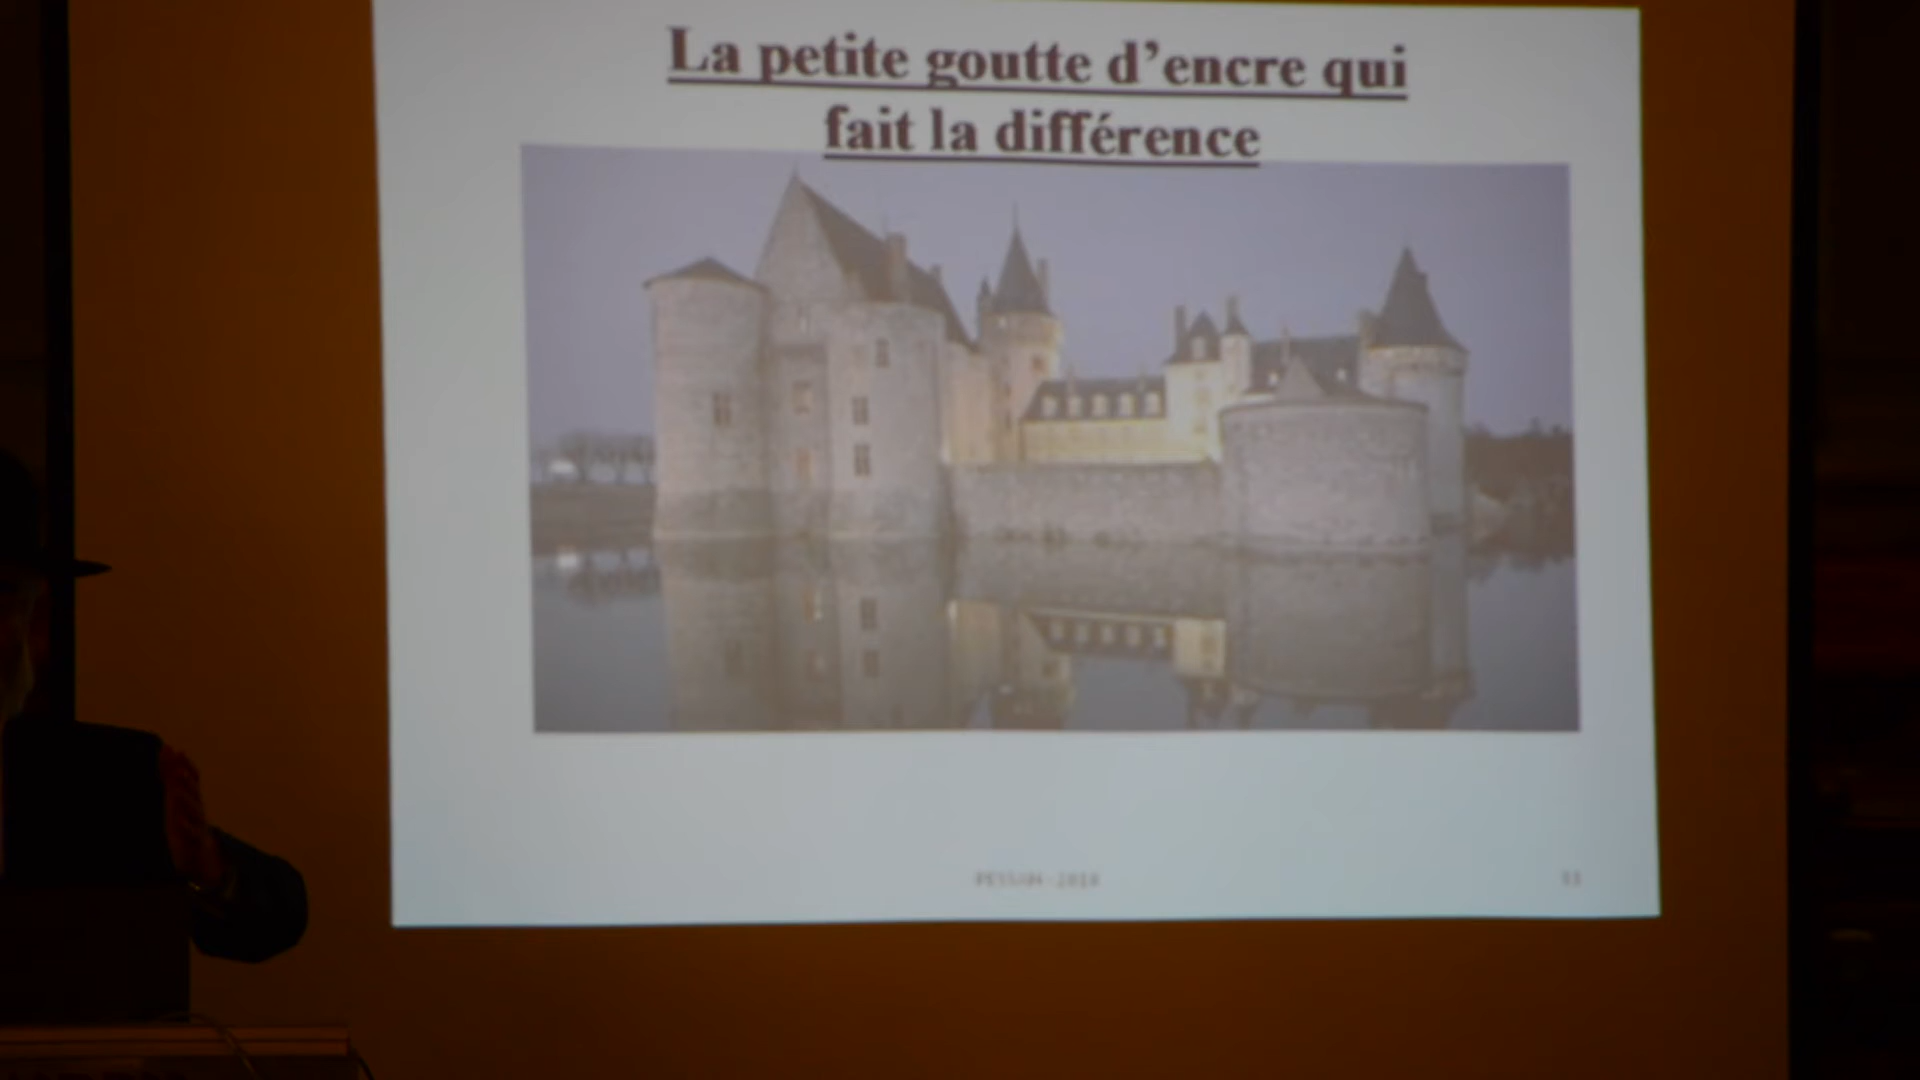 La petite goutte d’encre qui
fait la différence